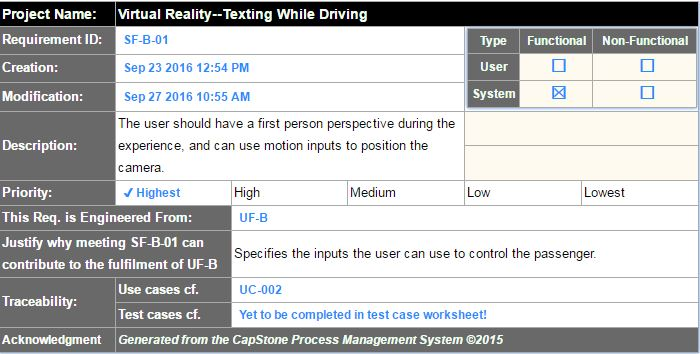 Project Name: Virtual Reality--Texting While Driving
Requirement ID: SF-B-01
Type Functional Non-Functional
Creation: Sep 23 2016 12:54 PM
User ☐ ☐
Modification: Sep 27 2016 10:55 AM
System ☒ ☐
Description:
The user should have a first person perspective during the
experience, and can use motion inputs to position the
camera.
Priority: ✓ Highest High Medium Low Lowest
This Req. is Engineered From: UF-B
Justify why meeting SF-B-01 can
contribute to the fulfilment of UF-B
Specifies the inputs the user can use to control the passenger.
Traceability:
Use cases cf. UC-002
Test cases cf. Yet to be completed in test case worksheet!
Acknowledgment Generated from the CapStone Process Management System ©2015